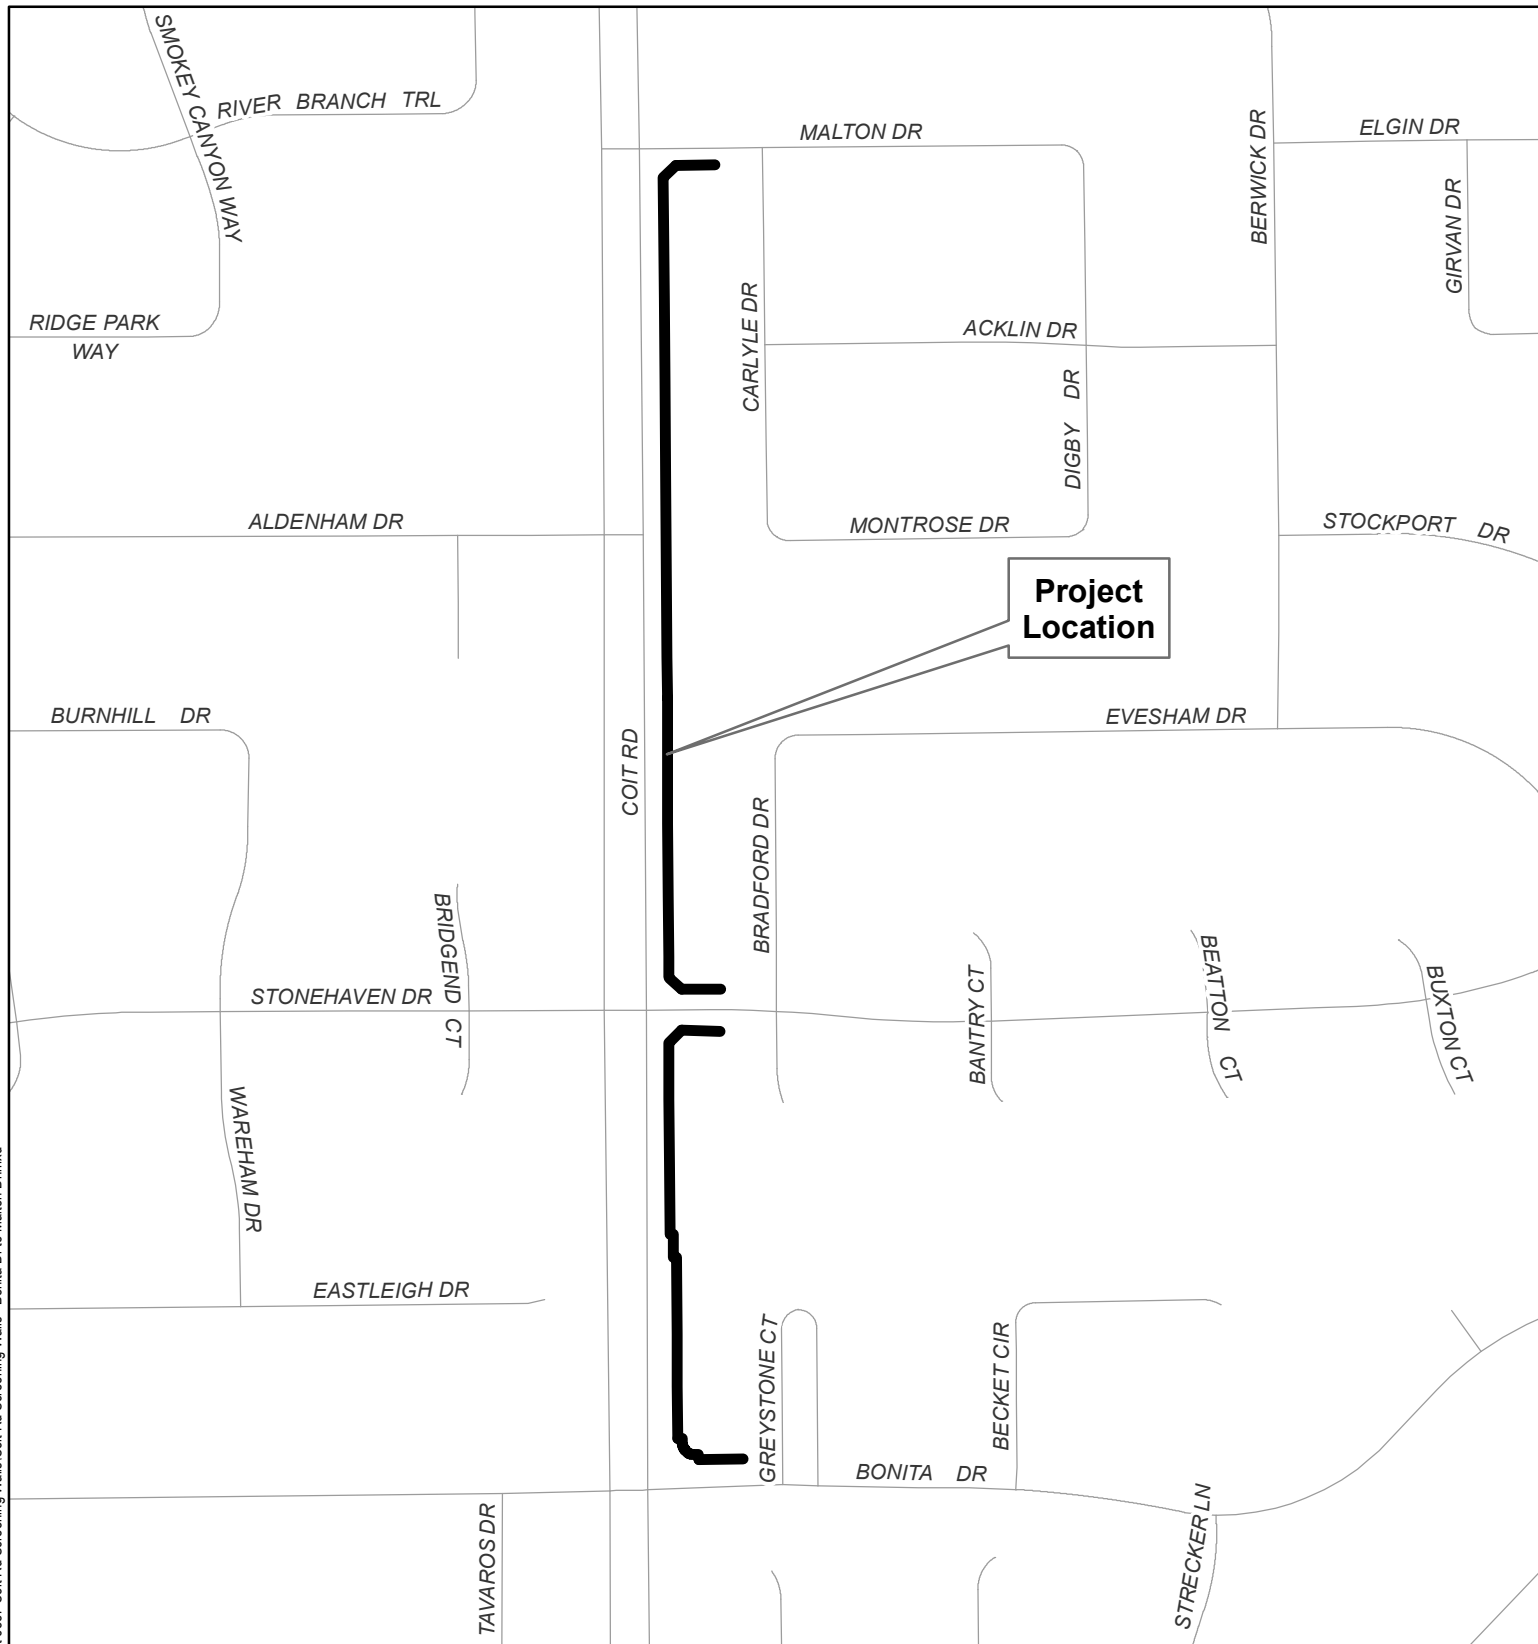 SMOKEY CANYON WAY
RIVER BRANCH TRL
MALTON DR
BERWICK DR
ELGIN DR
GIRVAN DR
RIDGE PARK
WAY
CARLYLE DR
ACKLIN DR
DIGBY DR
ALDENHAM DR
MONTROSE DR
STOCKPORT DR
Project
Location
BURNHILL DR
COIT RD
EVESHAM DR
BRADFORD DR
BRIDGEND CT
STONEHAVEN DR
BANTRY CT
BEATTON CT
BUXTON CT
WAREHAM DR
EASTLEIGH DR
GREYSTONE CT
BECKET CIR
BONITA DR
TAVAROS DR
STRECKER LN